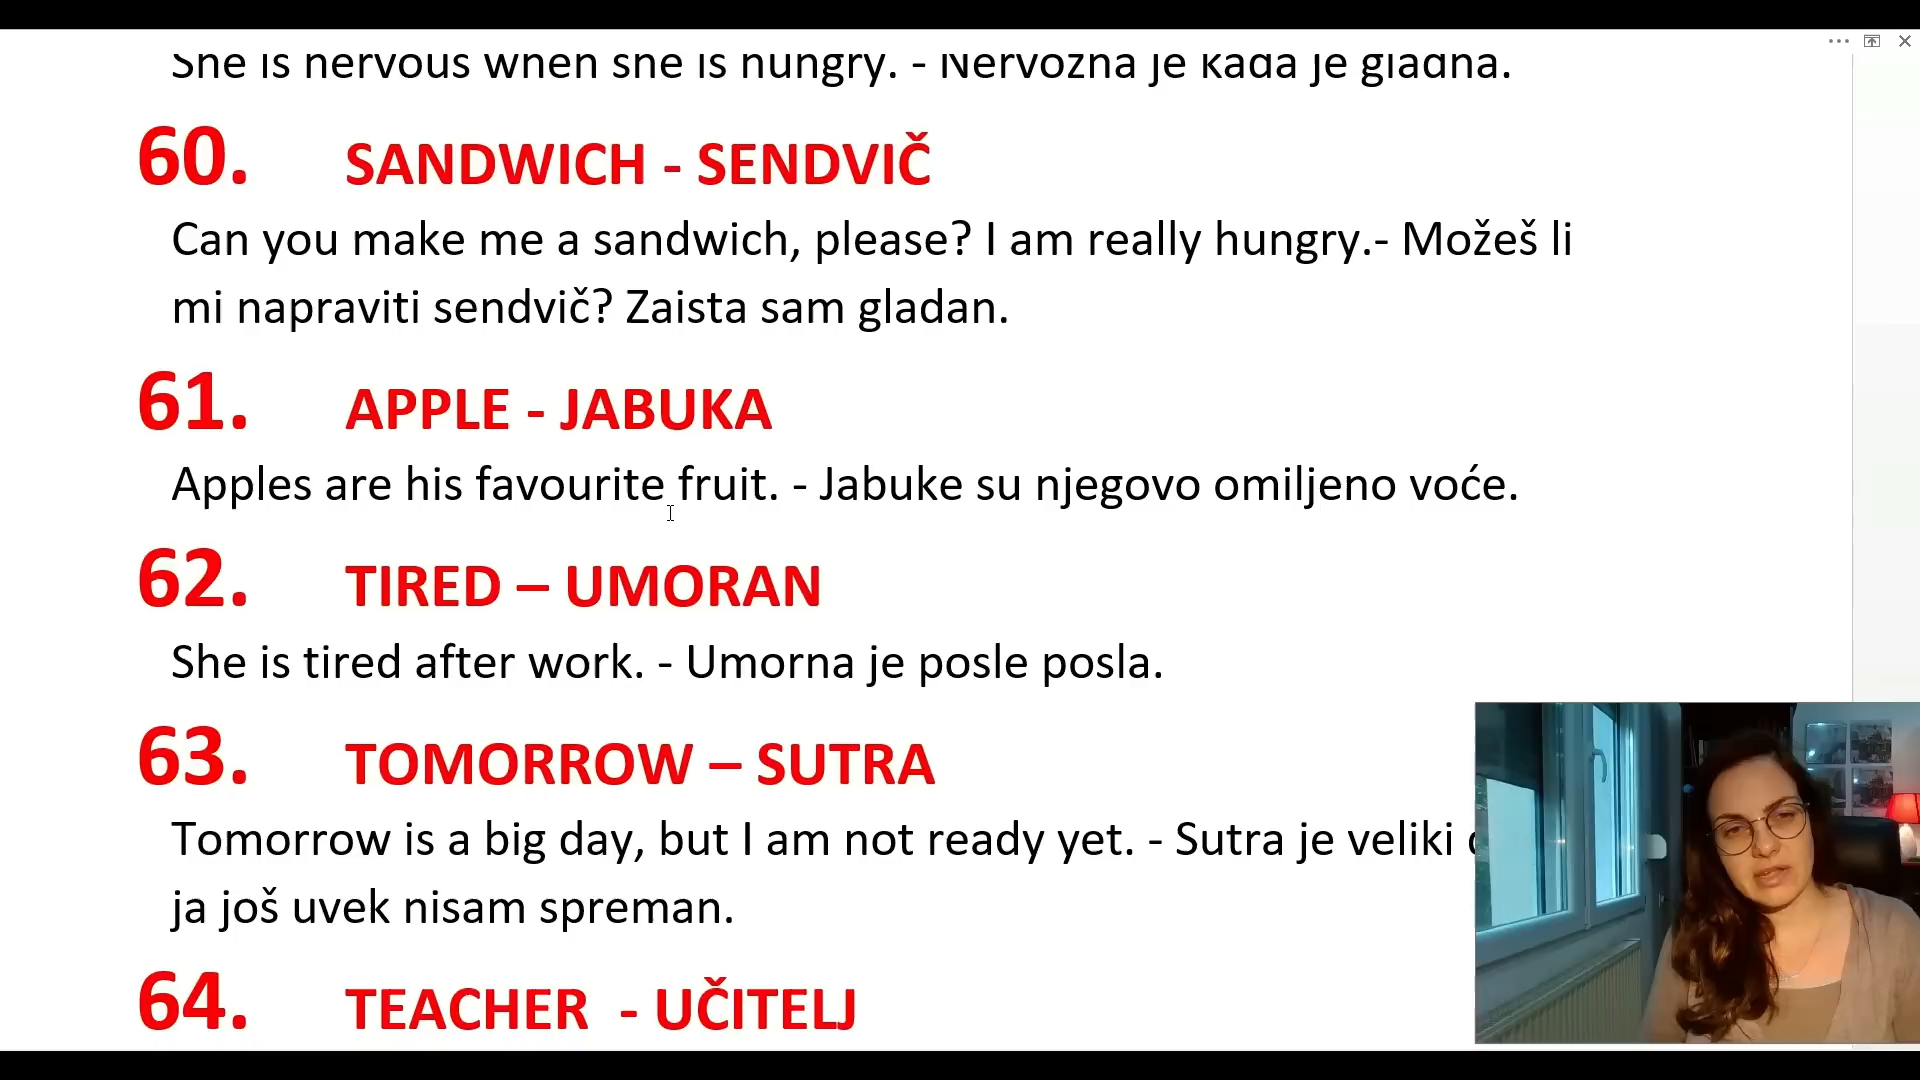 She is nervous when she is hungry. - Nervozna je kada je gladna.
60. SANDWICH - SENDVIČ
Can you make me a sandwich, please? I am really hungry.- Možeš li
mi napraviti sendvič? Zaista sam gladan.
61. APPLE - JABUKA
Apples are his favourite fruit. - Jabuke su njegovo omiljeno voće.
62. TIRED – UMORAN
She is tired after work. - Umorna je posle posla.
63. TOMORROW – SUTRA
Tomorrow is a big day, but I am not ready yet. - Sutra je veliki
ja još uvek nisam spreman.
64. TEACHER - UČITELJ